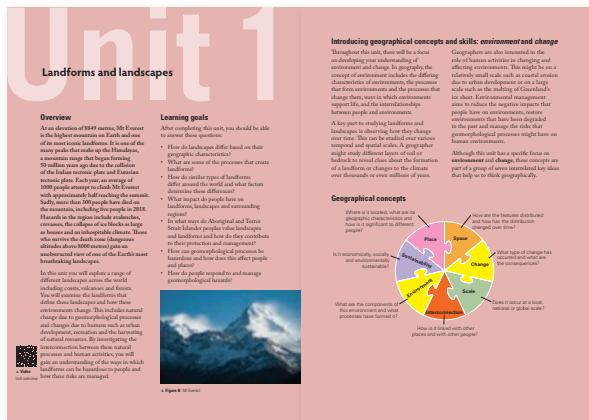 Unit 1
Landforms and landscapes
Overview
At an elevation of 8849 metres, Mt Everest
is the highest mountain on Earth and one
of its most iconic landforms. It is one of the
many peaks that make up the Himalayas,
a mountain range that began forming
50 million years ago due to the collision
of the Indian tectonic plate and Eurasian
tectonic plate. Each year, an average of
1000 people attempt to climb Mt Everest
with approximately half reaching the summit.
Sadly, more than 300 people have died on
the mountain, including five people in 2018.
Hazards in the region include avalanches,
crevasses, the collapse of ice blocks as large
as houses and an inhospitable climate. Those
who survive the death zone (dangerous
altitudes above 8000 metres) gain an
unobstructed view of one of the Earth's most
breathtaking landscapes.
In this unit you will explore a range of
different landscapes across the world
including coasts, volcanoes and forests.
You will examine the landforms that
define these landscapes and how these
environments change. This includes natural
change due to geomorphological processes
and changes due to humans such as urban
development, recreation and the harvesting
of natural resources. By investigating the
interconnection between these natural
processes and human activities, you will
gain an understanding of the ways in which
landforms can be hazardous to people and
how these risks are managed.
Video
Unit overview
Learning goals
After completing this unit, you should be able
to answer these questions:
• How do landscapes differ based on their
geographic characteristics?
• What are some of the processes that create
landforms?
• How do similar types of landforms
differ around the world and what factors
determine these differences?
• What impact do people have on
landforms, landscapes and surrounding
regions?
• In what ways do Aboriginal and Torres
Strait Islander peoples value landscapes
and landforms and how do they contribute
to their protection and management?
• How can geomorphological processes be
hazardous and how does this affect people
and places?
• How do people respond to and manage
geomorphological hazards?
Mt Everest
Introducing geographical concepts and skills: environment and change
Throughout this unit, there will be a focus
on developing your understanding of
environment and change. In geography, the
concept of environment includes the differing
characteristics of environments, the processes
that form environments and the processes that
change them, ways in which environments
support life, and the interrelationships
between people and environments.
A key part to studying landforms and
landscapes is observing how they change
over time. This can be studied over various
temporal and spatial scales. A geographer
might study different layers of soil or
bedrock to reveal clues about the formation
of a landform or changes to the climate
over thousands or even millions of years.
Geographers are also interested in the
role of human activities in changing and
affecting environments. This might be on a
relatively small scale such as coastal erosion
due to urban development or on a large
scale such as the melting of Greenland's
ice sheet. Environmental management
aims to reduce the negative impacts that
people have on environments, restore
environments that have been degraded
in the past and manage the risks that
geomorphological processes might have on
human environments.
Although this unit has a specific focus on
environment and change, these concepts are
part of a group of seven interrelated key ideas
that help us to think geographically.
Geographical concepts
Where is it located, what are its
geographic characteristics and
how is it significant to different
people?
How are the features distributed
and how has the distribution
changed over time?
What type of change has
occurred and what are
the consequences?
Does it occur at a local,
national or global scale?
How is it linked with other
places and with other people?
What are the components of
this environment and what
processes have formed it?
Is it economically, socially
and environmentally
sustainable?
Place
Space
Change
Scale
Interconnection
Environment
Sustainability